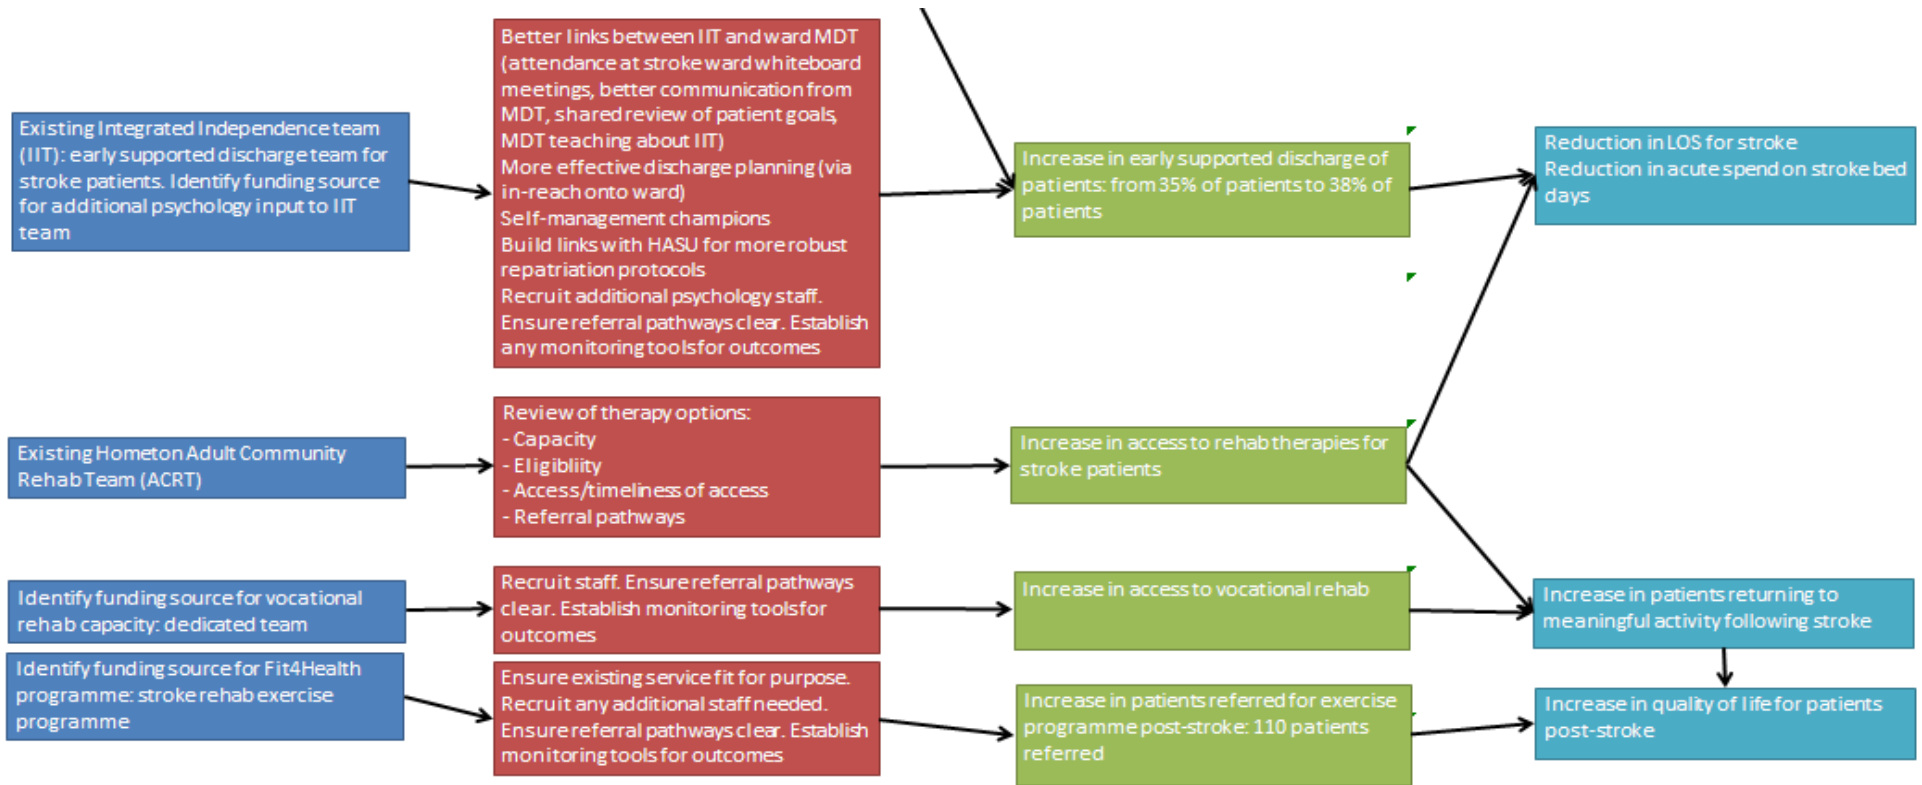 Existing Integrated Independence team
(IIT): early supported discharge team for
stroke patients. Identify funding source
for additional psychology input to IIT
team
Better links between IIT and ward MDT
(attendance at stroke ward whiteboard
meetings, better communication from
MDT, shared review of patient goals,
MDT teaching about IIT)
More effective discharge planning (via
in-reach onto ward)
Self-management champions
Build links with HASU for more robust
repatriation protocols
Recruit additional psychology staff.
Ensure referral pathways clear. Establish
any monitoring tools for outcomes
Increase in early supported discharge of
patients: from 35% of patients to 38% of
patients
Reduction in LOS for stroke
Reduction in acute spend on stroke bed
days
Existing Hometon Adult Community
Rehab Team (ACRT)
Review of therapy options:
- Capacity
- Eligibliity
- Access/timeliness of access
- Referral pathways
Increase in access to rehab therapies for
stroke patients
Identify funding source for vocational
rehab capacity: dedicated team
Recruit staff. Ensure referral pathways
clear. Establish monitoring tools for
outcomes
Increase in access to vocational rehab
Increase in patients returning to
meaningful activity following stroke
Identify funding source for Fit4Health
programme: stroke rehab exercise
programme
Ensure existing service fit for purpose.
Recruit any additional staff needed.
Ensure referral pathways clear. Establish
monitoring tools for outcomes
Increase in patients referred for exercise
programme post-stroke: 110 patients
referred
Increase in quality of life for patients
post-stroke